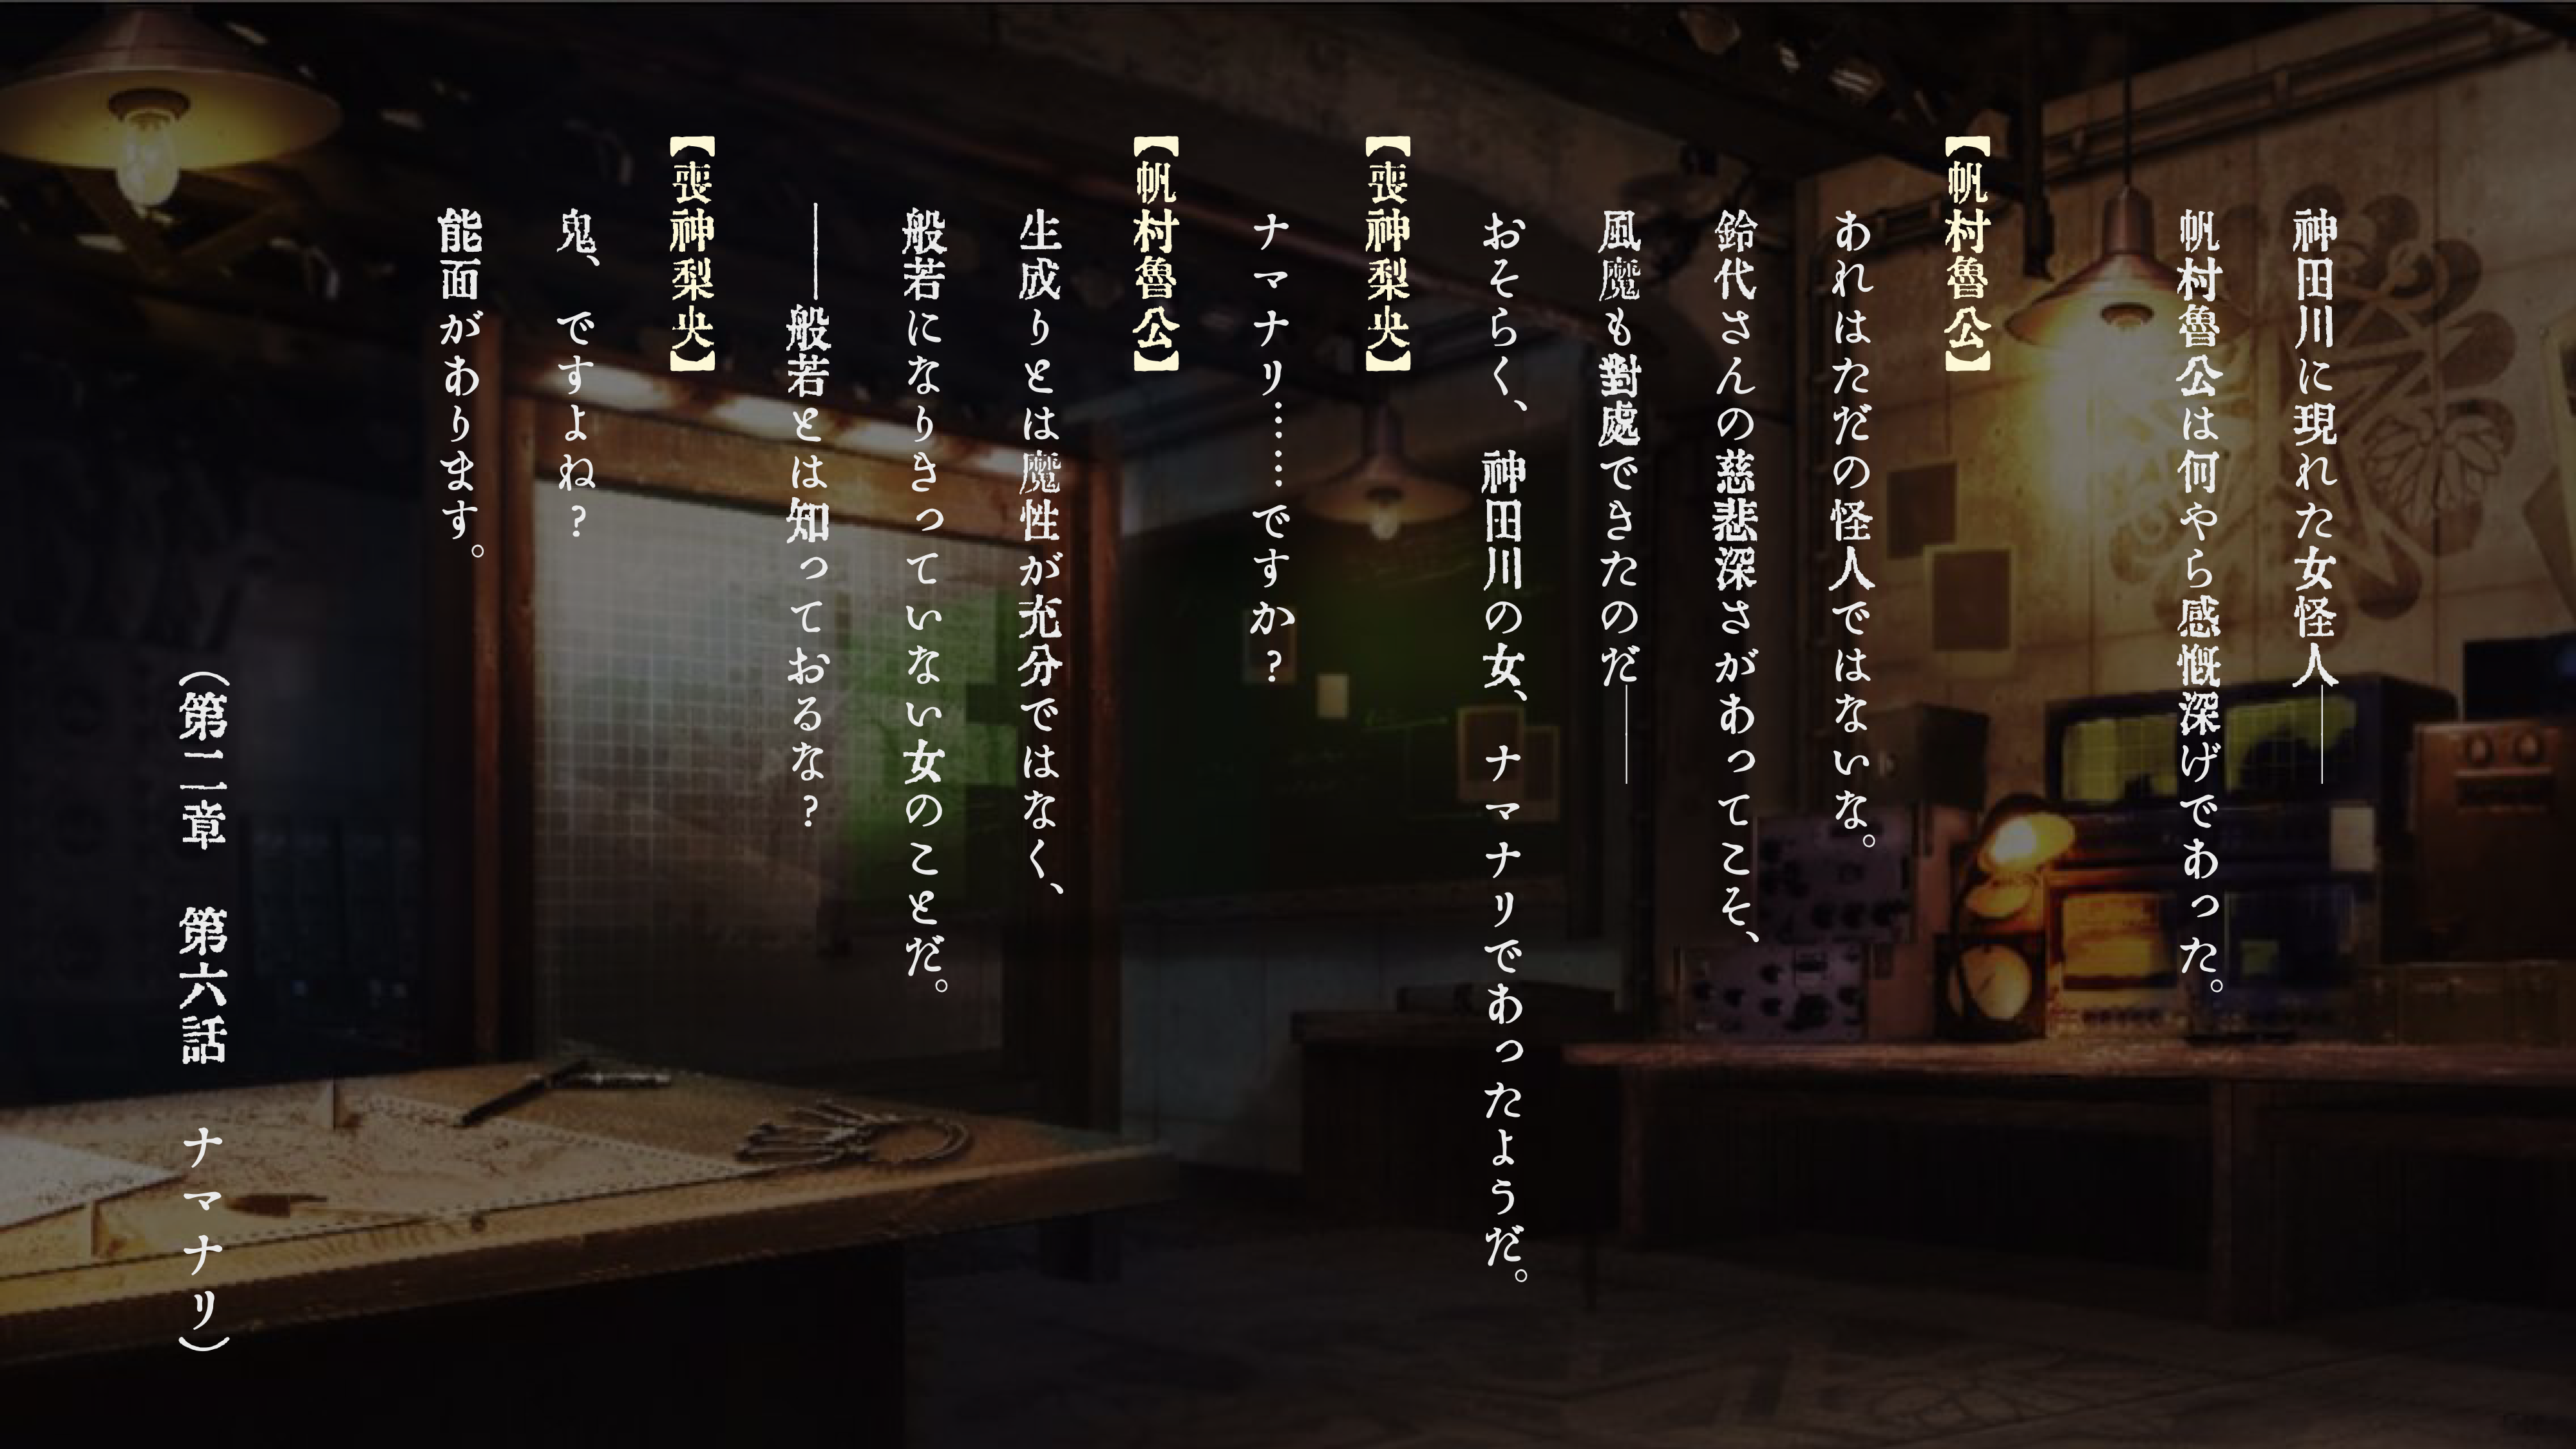 神田川に現れた女怪人――
帆村魯公は何やら感慨深げであった。
【帆村魯公】
あれはただの怪人ではないな。
鈴代さんの慈悲深さがあってこそ、
風魔も對處できたのだ――
おそらく、神田川の女、ナマナリであったようだ。
【喪神梨央】
ナマナリ……ですか?
【帆村魯公】
生成りとは魔性が充分ではなく、
般若になりきっていない女のことだ。
――般若とは知っておるな?
【喪神梨央】
鬼、ですよね?
能面があります。
(第二章 第六話 ナマナリ)